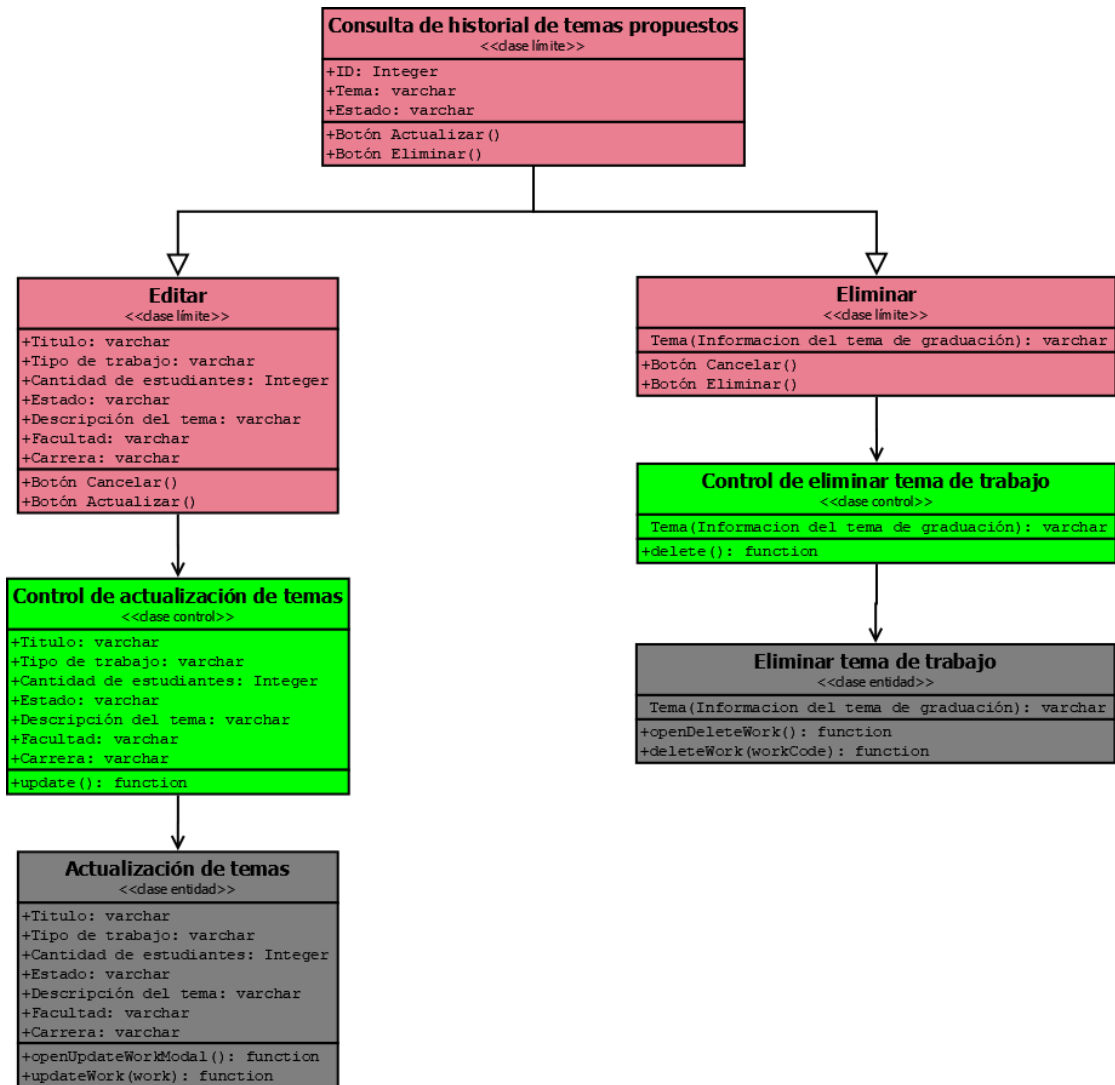 Consulta de historial de temas propuestos
<<clase límite>>
+ID: Integer
+Tema: varchar
+Estado: varchar
+Botón Actualizar()
+Botón Eliminar()
Editar
<<clase límite>>
+Titulo: varchar
+Tipo de trabajo: varchar
+Cantidad de estudiantes: Integer
+Estado: varchar
+Descripción del tema: varchar
+Facultad: varchar
+Carrera: varchar
+Botón Cancelar()
+Botón Actualizar()
Control de actualización de temas
<<clase control>>
+Titulo: varchar
+Tipo de trabajo: varchar
+Cantidad de estudiantes: Integer
+Estado: varchar
+Descripción del tema: varchar
+Facultad: varchar
+Carrera: varchar
+update(): function
Actualización de temas
<<clase entidad>>
+Titulo: varchar
+Tipo de trabajo: varchar
+Cantidad de estudiantes: Integer
+Estado: varchar
+Descripción del tema: varchar
+Facultad: varchar
+Carrera: varchar
+openUpdateWorkModal(): function
+updateWork(work): function
Eliminar
<<clase límite>>
Tema(Informacion del tema de graduación): varchar
+Botón Cancelar()
+Botón Eliminar()
Control de eliminar tema de trabajo
<<clase control>>
Tema(Informacion del tema de graduación): varchar
+delete(): function
Eliminar tema de trabajo
<<clase entidad>>
Tema(Informacion del tema de graduación): varchar
+openDeleteWork(): function
+deleteWork(workCode): function